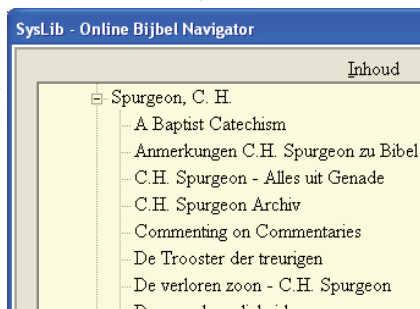 SysLib - Online Bijbel Navigator
Inhoud
Spurgeon, C. H.
A Baptist Catechism
Anmerkungen C.H. Spurgeon zu Bibel
C.H. Spurgeon - Alles uit Genade
C.H. Spurgeon Archiv
Commenting on Commentaries
De Trooster der treurigen
De verloren zoon - C.H. Spurgeon